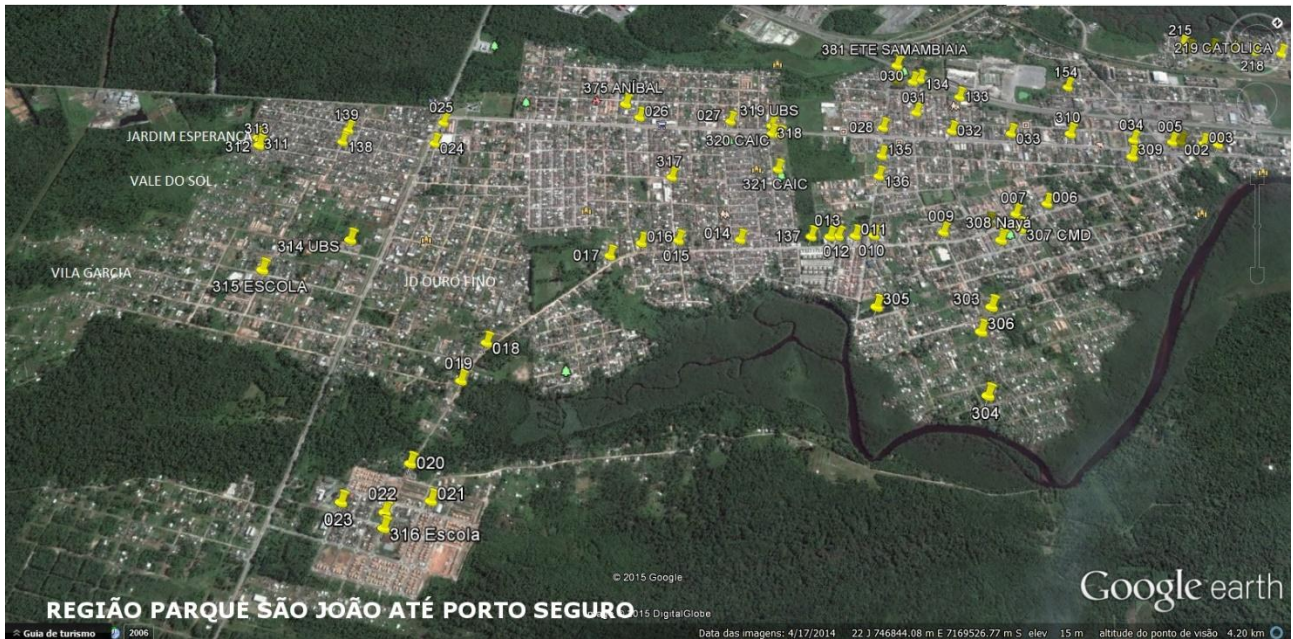 215
219 CATÓLICA
218
381 ETE SAMAMBIAIA
030
134
154
133
375 ANÍBAL
026
027
319 UBS
031
139
025
028
032
033
310
034
005
003
002
JARDIM ESPERANÇA
313
312
311
138
024
320 CAIC
318
135
309
317
321 CAIC
136
VALE DO SOL
007
006
314 UBS
017
016
015
014
137
013
012
011
010
009
308 Nayá
307 CMD
VILA GARCIA
315 ESCOLA
JD OURO FINO
305
303
306
018
019
304
020
023
022
021
316 Escola
© 2015 Google
Google earth
REGIÃO PARQUE SÃO JOÃO ATÉ PORTO SEGURO
2015 DigitalGlobe
Guia de turismo
2006
Data das imagens: 4/17/2014 22 J 746844.08 m E 7169526.77 m S elev 15 m altitude do ponto de visão 4.20 km